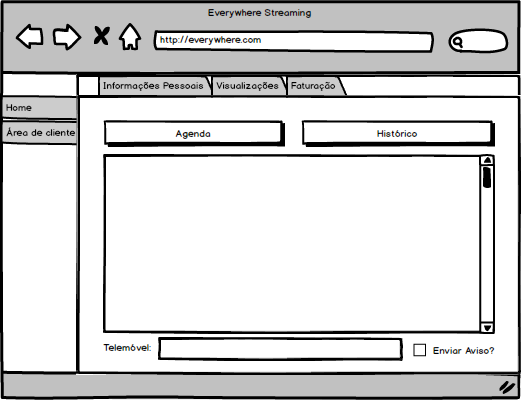 Everywhere Streaming
http://everywhere.com
Informações Pessoais
Visualizações
Faturação
Home
Área de cliente
Agenda
Histórico
Telemóvel:
Enviar Aviso?